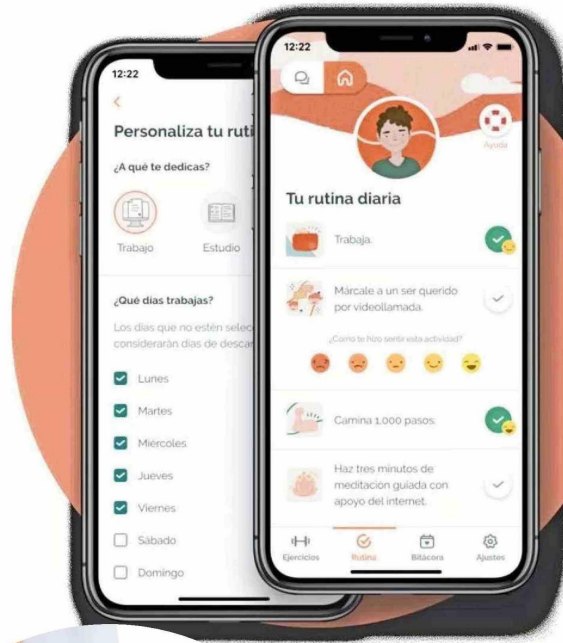 12:22
Personaliza tu ruti
¿A qué te dedicas?
Trabajo
Estudio
¿Qué días trabajas?
Los días que no estén selec
considerarán días de descar
Lunes
Martes
Miércoles
Jueves
Viernes
Sábado
Domingo
12:22
Ayuda
Tu rutina diaria
Trabaja.
Márcale a un ser querido
por videollamada.
¿Cómo te hizo sentir esta actividad?
Camina 1,000 pasos.
Haz tres minutos de
meditación guiada con
apoyo del internet.
Ejercicios
Rutina
Bitácora
Ajustes